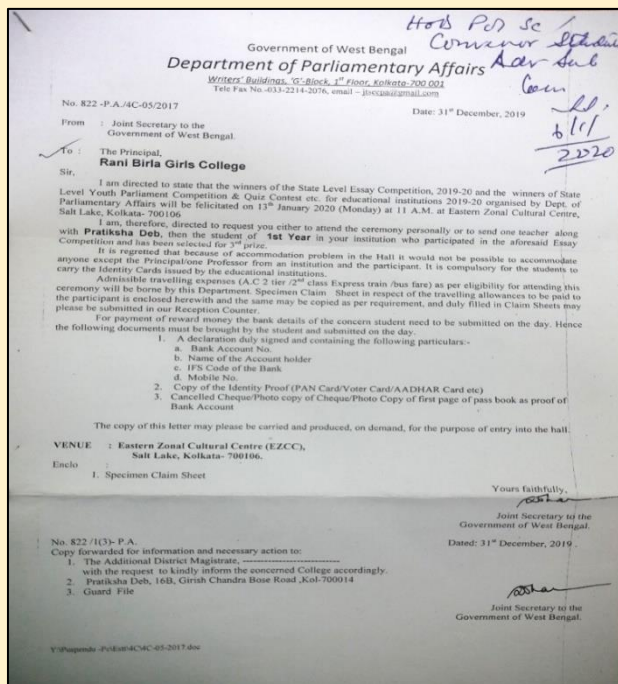 HOD Pol Sc /
Convenor Student
Adv Sub
Com
6/1/
2020
Government of West Bengal
Department of Parliamentary Affairs
Writers' Buildings, 'G'-Block, 1st Floor, Kolkata-700 001
Tele Fax No.-033-2214-2076, email – jtsecpa@gmail.com
No. 822 -P.A./4C-05/2017
Date: 31st December, 2019
From : Joint Secretary to the
Government of West Bengal.
To : The Principal,
Rani Birla Girls College
Sir,
I am directed to state that the winners of the State Level Essay Competition, 2019-20 and the winners of State
Level Youth Parliament Competition & Quiz Contest etc. for educational institutions 2019-20 organised by Dept. of
Parliamentary Affairs will be felicitated on 13th January 2020 (Monday) at 11 A.M. at Eastern Zonal Cultural Centre,
Salt Lake, Kolkata- 700106
I am, therefore, directed to request you either to attend the ceremony personally or to send one teacher along
with Pratiksha Deb, then the student of 1st Year in your institution who participated in the aforesaid Essay
Competition and has been selected for 3rd prize.
It is regretted that because of accommodation problem in the Hall it would not be possible to accommodate
anyone except the Principal/one Professor from an institution and the participant. It is compulsory for the students to
carry the Identity Cards issued by the educational institutions.
Admissible travelling expenses (A.C 2 tier /2nd class Express train /bus fare) as per eligibility for attending this
ceremony will be borne by this Department. Specimen Claim Sheet in respect of the travelling allowances to be paid to
the participant is enclosed herewith and the same may be copied as per requirement, and duly filled in Claim Sheets may
please be submitted in our Reception Counter.
For payment of reward money the bank details of the concern student need to be submitted on the day. Hence
the following documents must be brought by the student and submitted on the day.
1. A declaration duly signed and containing the following particulars:-
a. Bank Account No.
b. Name of the Account holder
c. IFS Code of the Bank
d. Mobile No.
2. Copy of the Identity Proof (PAN Card/Voter Card/AADHAR Card etc)
3. Cancelled Cheque/Photo copy of Cheque/Photo Copy of first page of pass book as proof of
Bank Account
The copy of this letter may please be carried and produced, on demand, for the purpose of entry into the hall.
VENUE : Eastern Zonal Cultural Centre (EZCC),
Salt Lake, Kolkata- 700106.
Enclo :
1. Specimen Claim Sheet
Yours faithfully,
Joint Secretary to the
Government of West Bengal.
No. 822 /1(3)- P.A.
Dated: 31st December, 2019 .
Copy forwarded for information and necessary action to:
1. The Additional District Magistrate, -----------------------
with the request to kindly inform the concerned College accordingly.
2. Pratiksha Deb, 16B, Girish Chandra Bose Road ,Kol-700014
3. Guard File
Joint Secretary to the
Government of West Bengal.